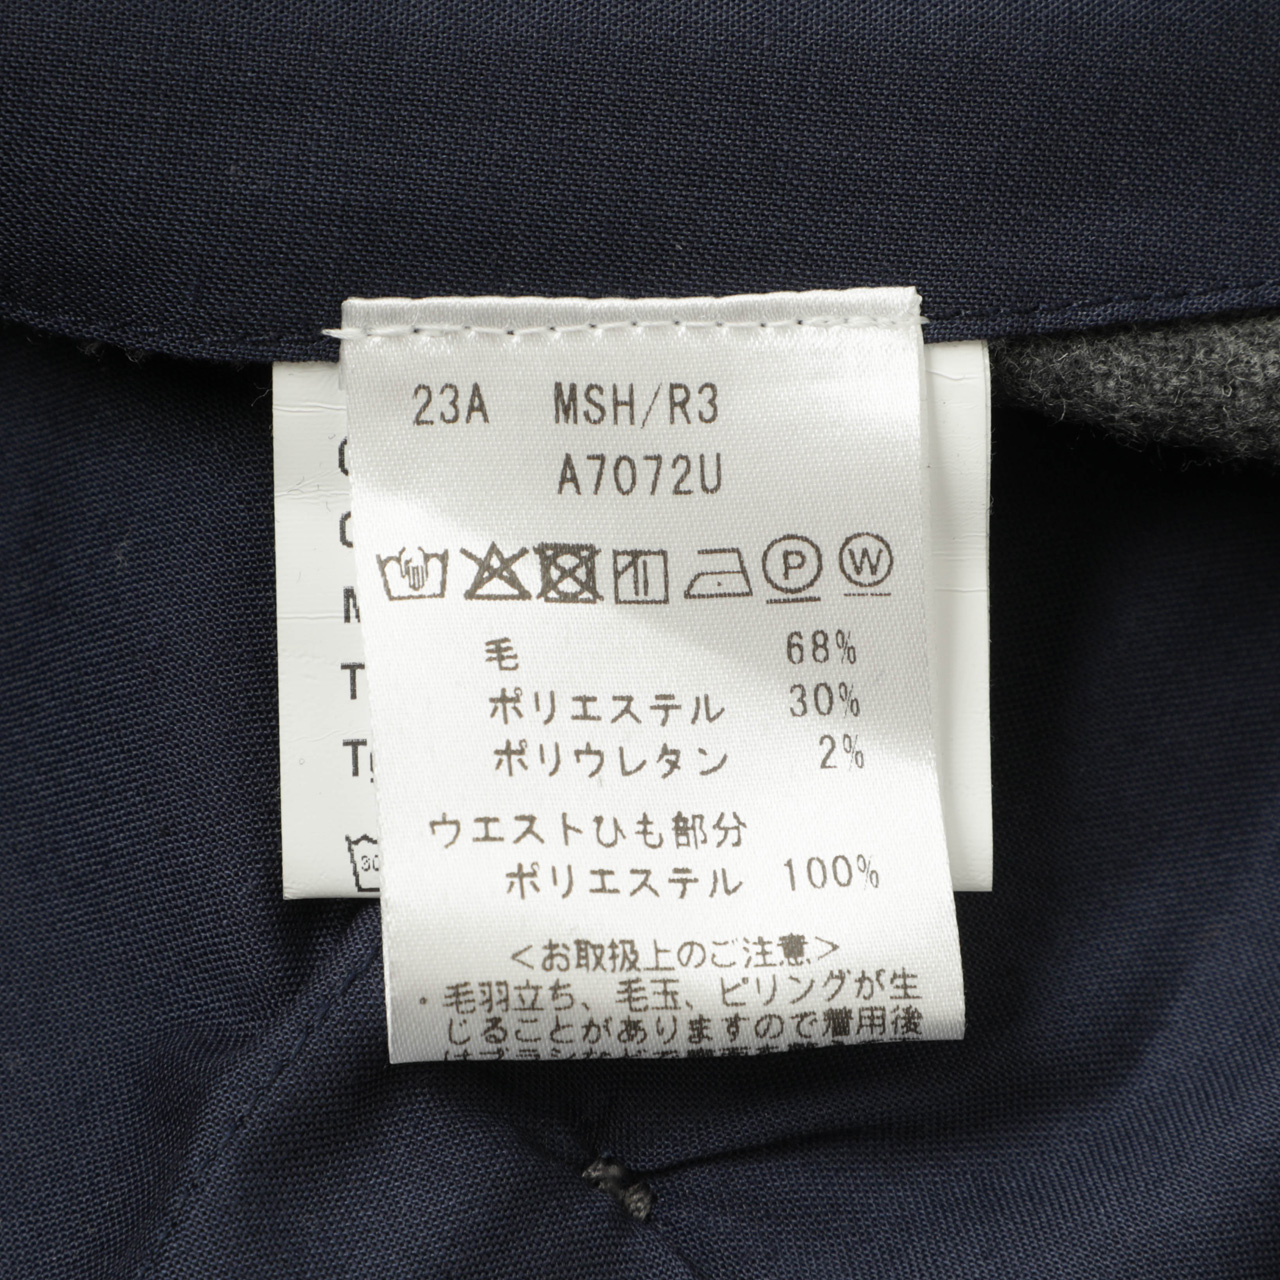 23A MSH/R3
A7072U
P W
毛 68%
ポリエステル 30%
ポリウレタン 2%
ウエストひも部分
ポリエステル 100%
<お取扱上のご注意>
・毛羽立ち、毛玉、ピリングが生
じることがありますので着用後
T
30